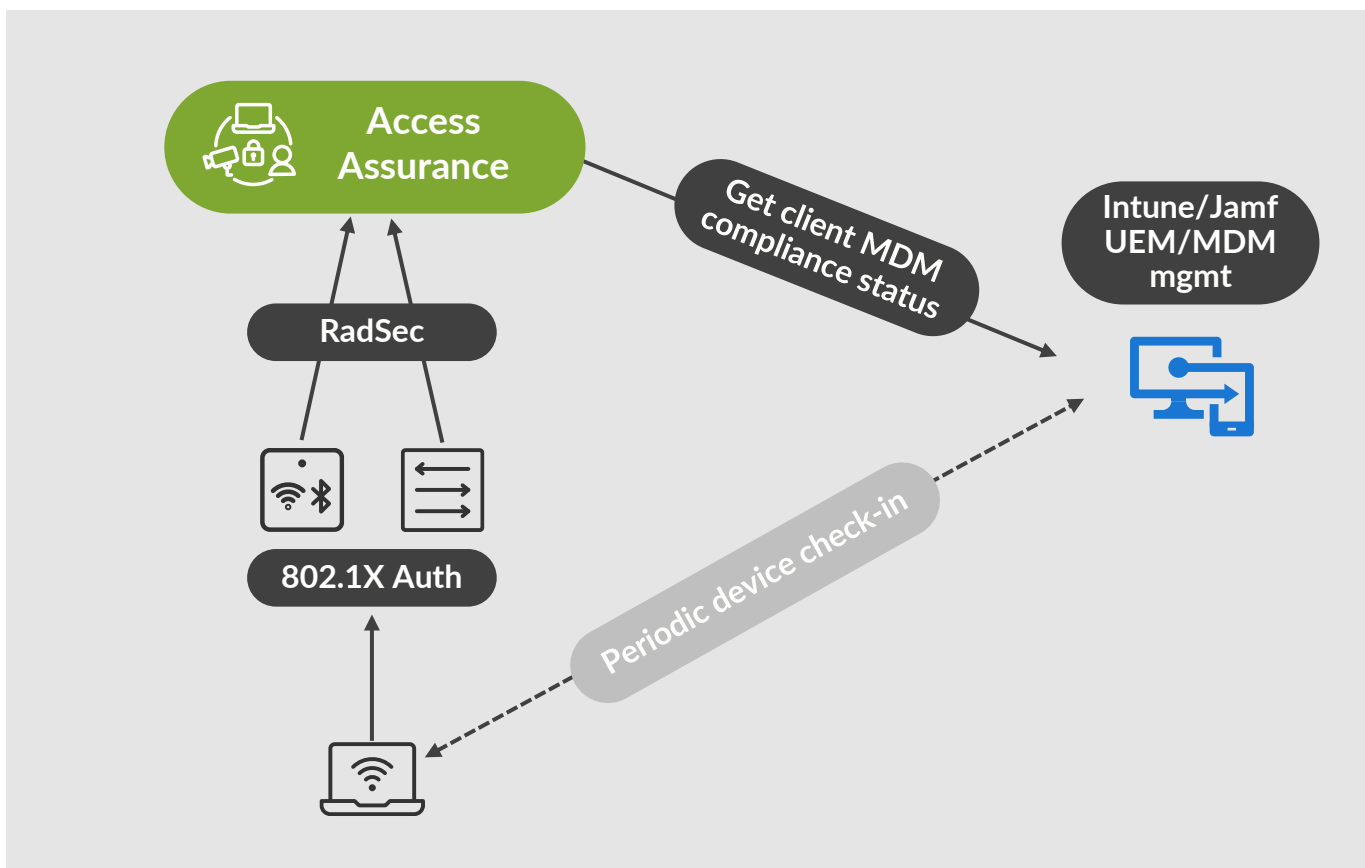 Access
Assurance
Get client MDM
compliance status
Intune/Jamf
UEM/MDM
mgmt
RadSec
802.1X Auth
Periodic device check-in